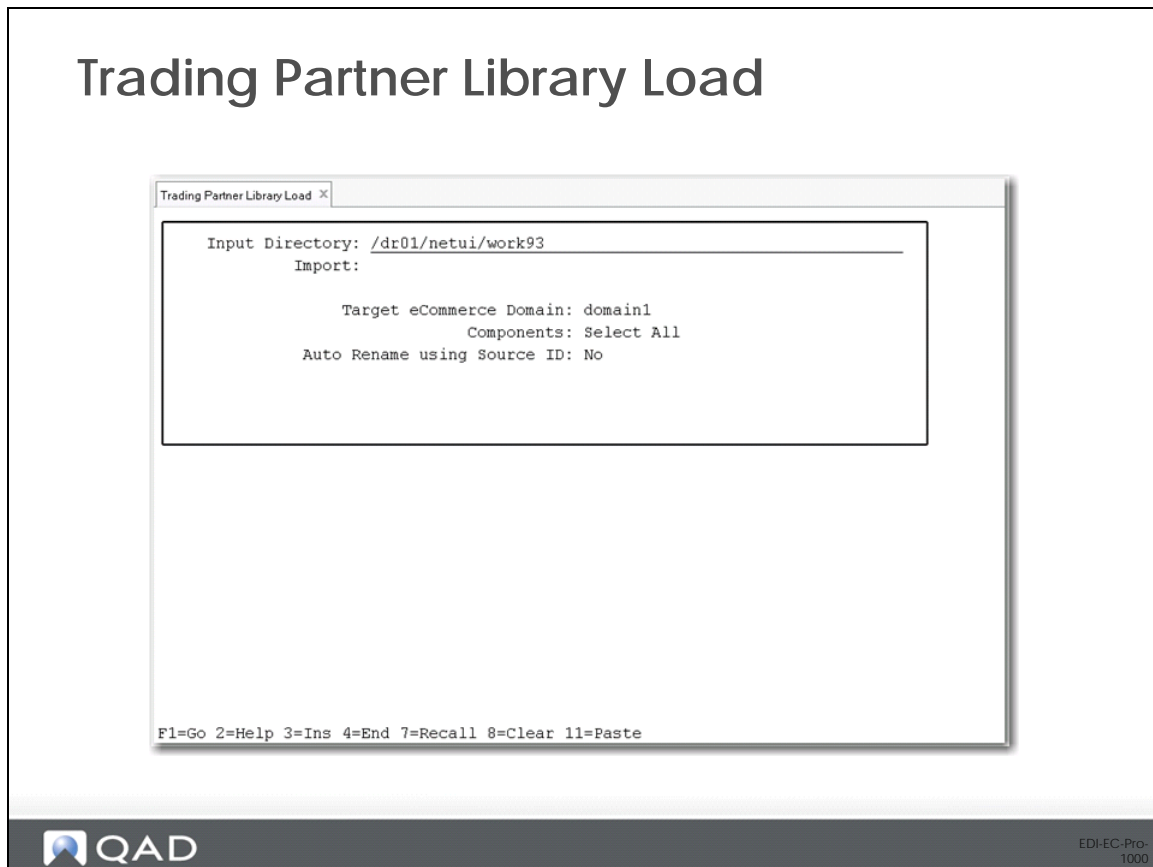 Trading Partner Library Load
Trading Partner Library Load X
Input Directory: /dr01/netui/work93
Import:
Target eCommerce Domain: domain1
Components: Select All
Auto Rename using Source ID: No
F1=Go 2=Help 3=Ins 4=End 7=Recall 8=Clear 11=Paste
QAD
EDI-EC-Pro-
1000